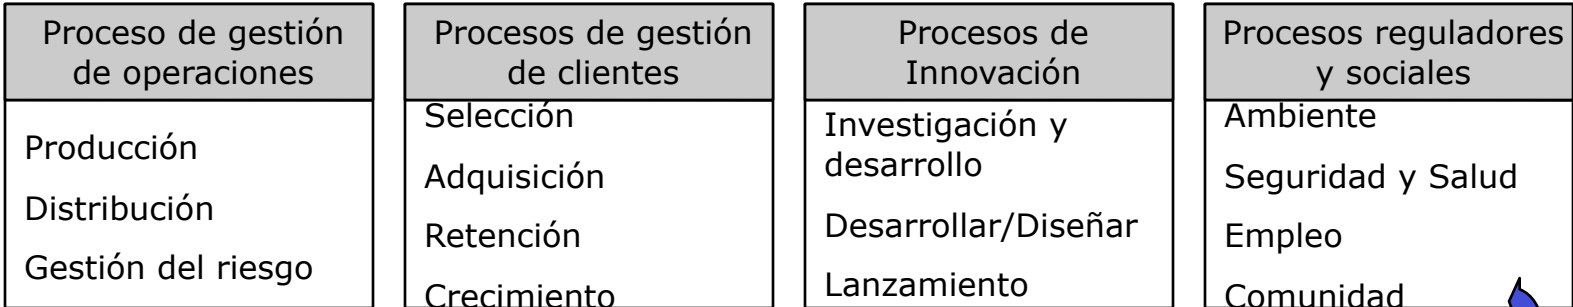 Proceso de gestión
de operaciones
Producción
Distribución
Gestión del riesgo
Procesos de gestión
de clientes
Selección
Adquisición
Retención
Crecimiento
Procesos de
Innovación
Investigación y
desarrollo
Desarrollar/Diseñar
Lanzamiento
Procesos reguladores
y sociales
Ambiente
Seguridad y Salud
Empleo
Comunidad